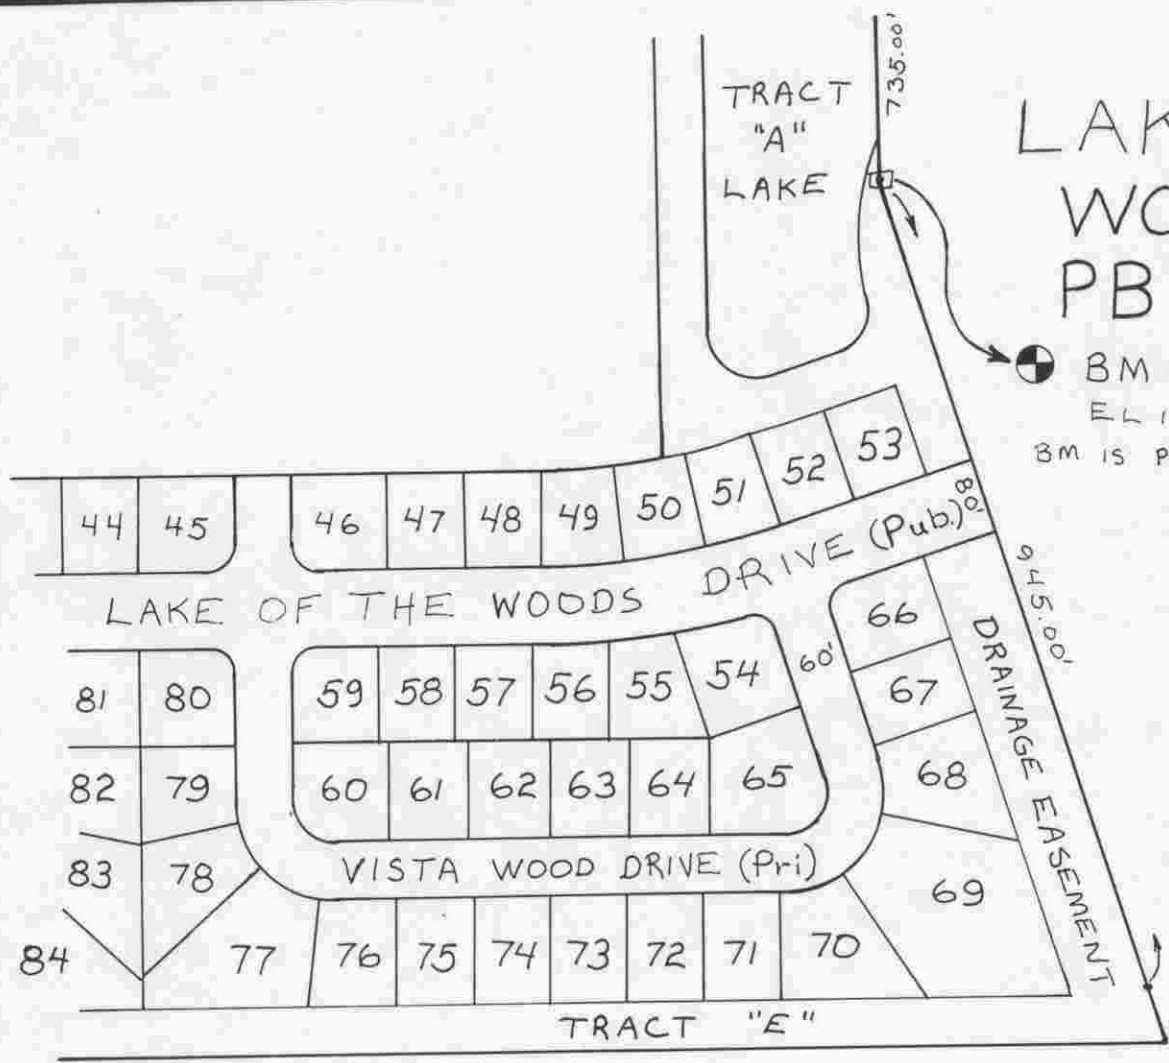 735.00'
TRACT
"A"
LAKE
LAK
WO
PB
BM
EL 1
BM IS P
44 45 46 47 48 49 50 51 52 53
80'
LAKE OF THE WOODS DRIVE (Pub.)
945.00'
81 80 59 58 57 56 55 54 60' 66
67
82 79 60 61 62 63 64 65 68
DRAINAGE EASEMENT
83 78 VISTA WOOD DRIVE (Pri) 69
84 77 76 75 74 73 72 71 70
TRACT "E"